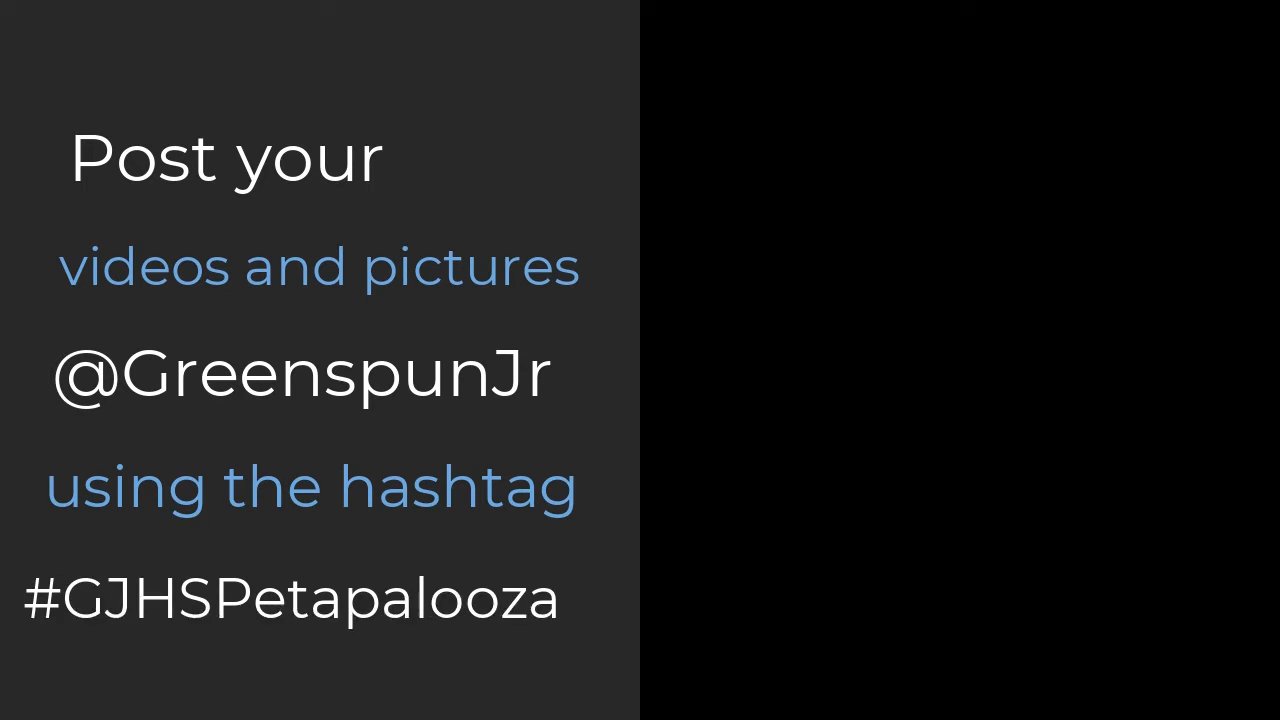 Post your
videos and pictures
@GreenspunJr
using the hashtag
#GJHSPetapalooza